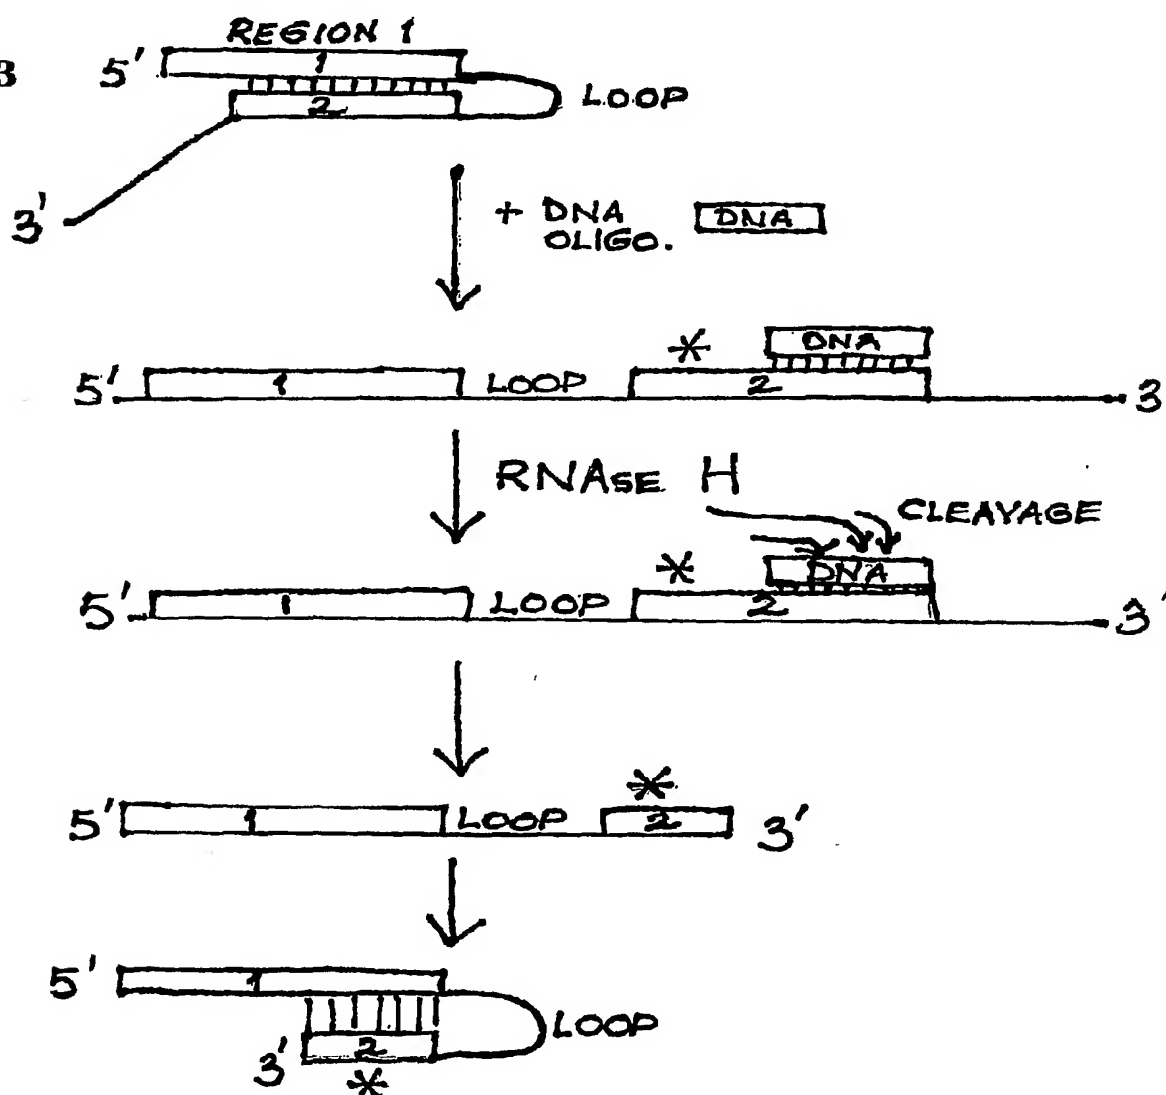 REGION 1
3 5' 1 LOOP
2
3'
+ DNA DNA
OLIGO.
* DNA
5' 1 LOOP 2 3
RNASE H
CLEAVAGE
* DNA
5' 1 LOOP 2 3'
*
5' 1 LOOP 2 3'
5' 1
LOOP
3' 2
*